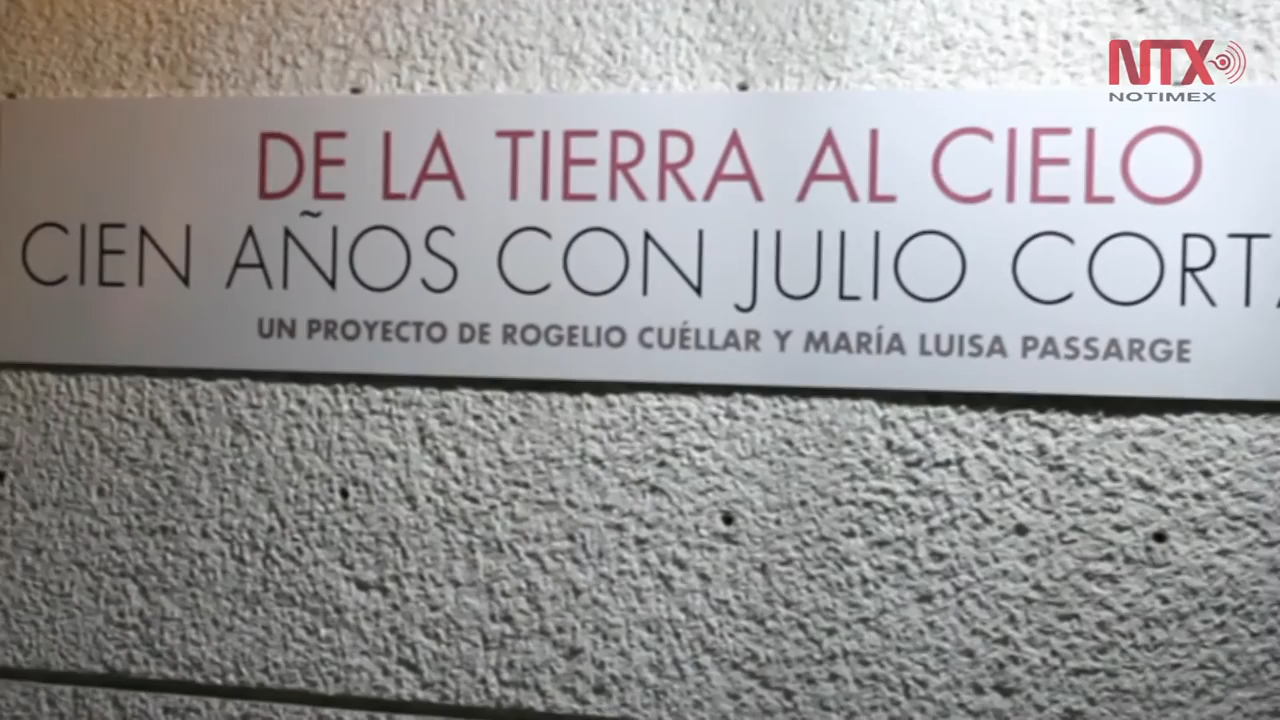 NTX
NOTIMEX
DE LA TIERRA AL CIELO
CIEN AÑOS CON JULIO CORTA
UN PROYECTO DE ROGELIO CUÉLLAR Y MARÍA LUISA PASSARGE